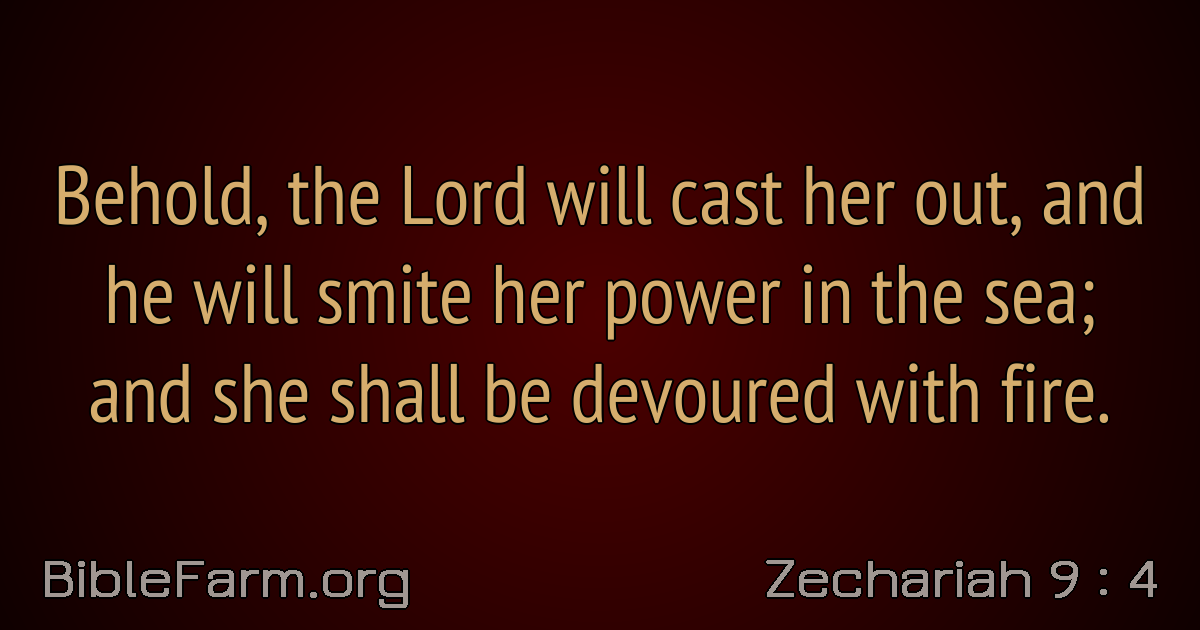 Behold, the Lord will cast her out, and
he will smite her power in the sea;
and she shall be devoured with fire.
BibleFarm.org
Zechariah 9 : 4